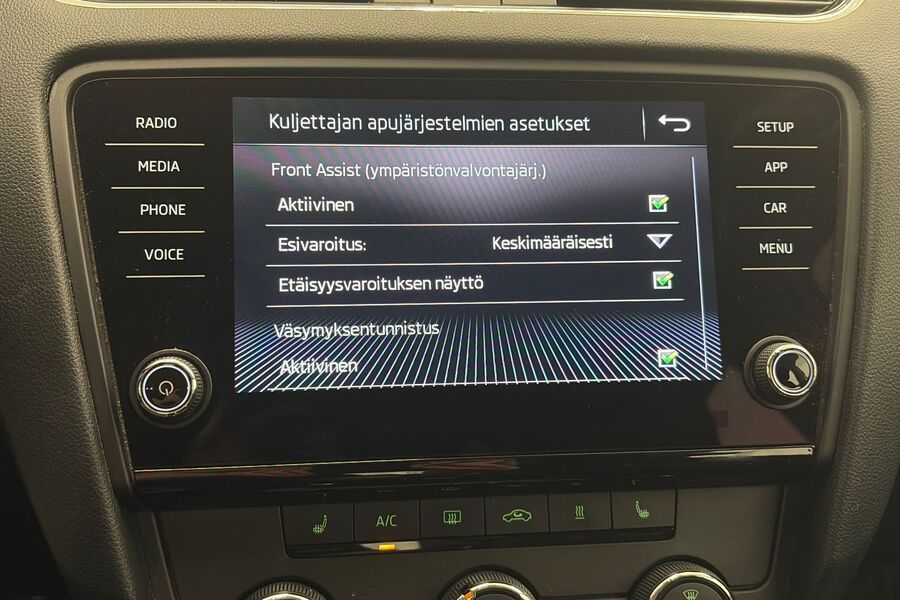 RADIO
MEDIA
PHONE
VOICE
Kuljettajan apujärjestelmien asetukset
Front Assist (ympäristönvalvontajärj.)
Aktiivinen
Esivaroitus: Keskimääräisesti
Etäisyysvaroituksen näyttö
Väsymyksentunnistus
Aktiivinen
SETUP
APP
CAR
MENU
A/C